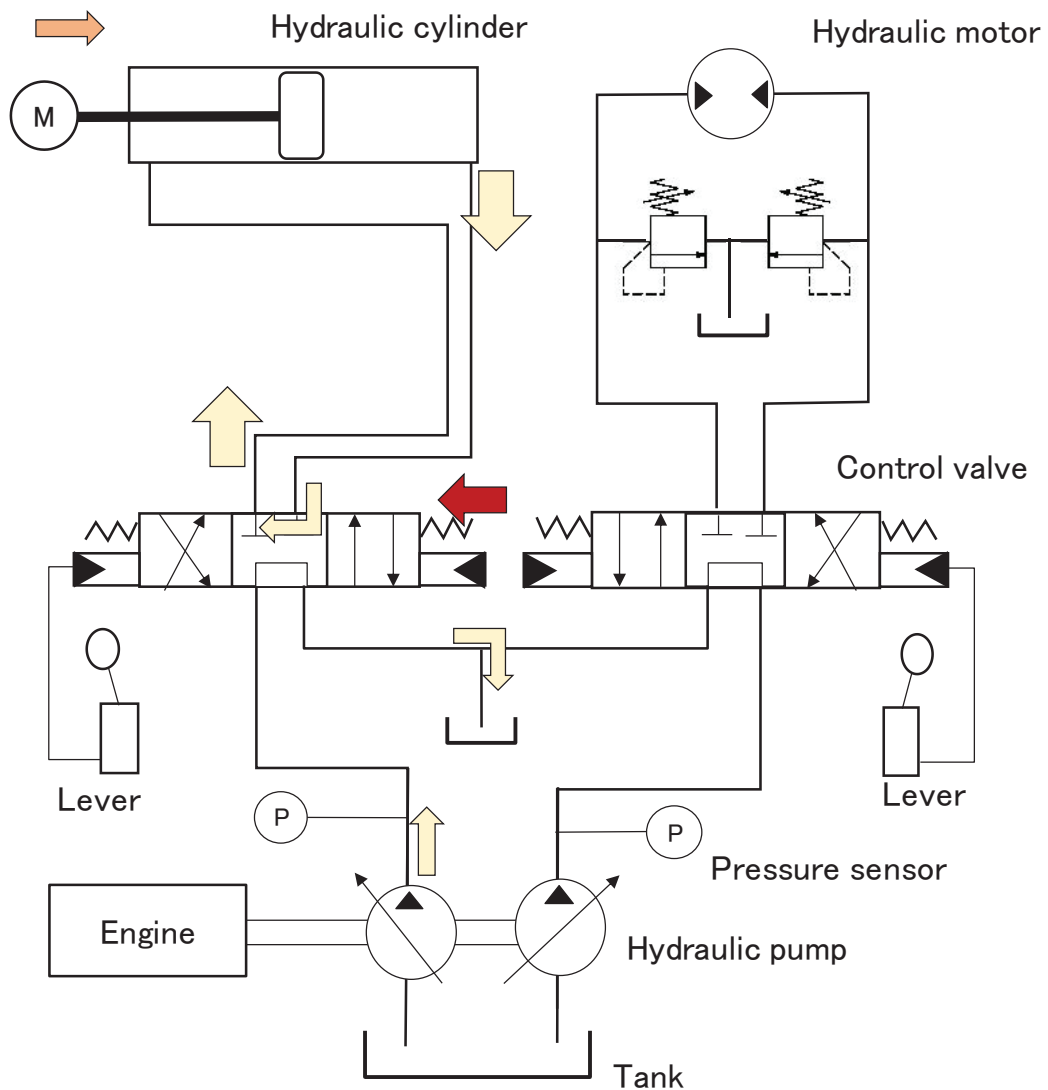 Hydraulic cylinder
Hydraulic motor
M
Control valve
Lever
Lever
P
P
Pressure sensor
Engine
Hydraulic pump
Tank